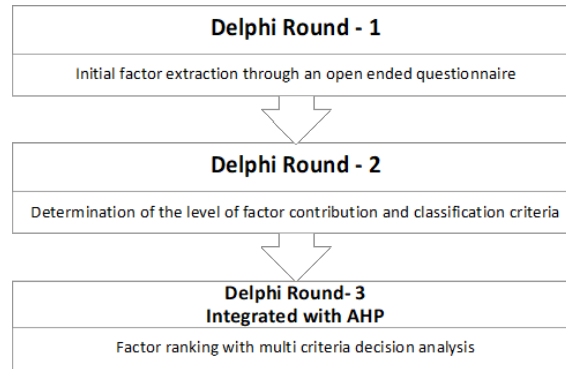 Delphi Round - 1
Initial factor extraction through an open ended questionnaire
Delphi Round - 2
Determination of the level of factor contribution and classification criteria
Delphi Round- 3
Integrated with AHP
Factor ranking with multi criteria decision analysis